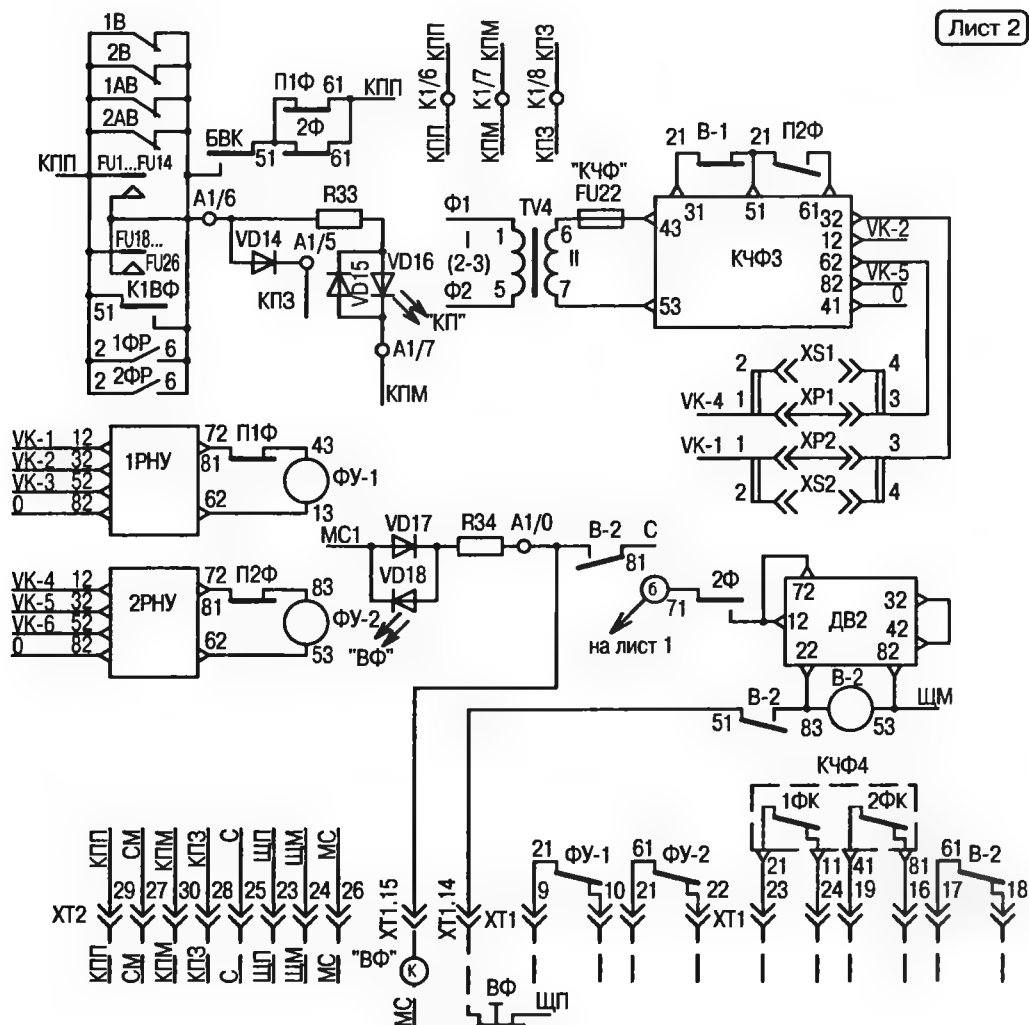 Лист 2
1В
2В
1АВ
2АВ
КПП
FU1...FU14
FU18...
FU26
К1ВФ
51
2 1ФР 6
2 2ФР 6
БВК
51
П1Ф
61
2Ф
61
КПП
А1/6
R33
VD14
А1/5
КПЗ
VD15
VD16
"КП"
А1/7
КПМ
КПП
К1/6
КПП
КПМ
К1/7
КПМ
КПЗ
К1/8
КПЗ
Ф1
I
(2-3)
Ф2
1
5
TV4
6
II
7
"КЧФ"
FU22
43
53
21
В-1
21
П2Ф
31
51
61
КЧФ3
32
12
62
82
41
VK-2
VK-5
0
2
XS1
4
VK-4
1
XP1
3
VK-1
1
XP2
3
2
XS2
4
VK-1 12
VK-2 32
VK-3 52
0 82
1РНУ
72
81
62
П1Ф
43
ФУ-1
13
VK-4 12
VK-5 32
VK-6 52
0 82
2РНУ
72
81
62
П2Ф
83
ФУ-2
53
МС1
VD17
VD18
"ВФ"
R34
А1/0
В-2
81
С
б
71
на лист 1
2Ф
72
12
ДВ2
32
42
22
82
В-2
51
В-2
83
53
ЩМ
КЧФ4
1ФК
2ФК
21
11
41
81
23
24
19
16
ХТ1
61
В-2
17
18
21
ФУ-1
9
10
61
ФУ-2
21
22
ХТ1
КПП
СМ
КПМ
КПЗ
С
ЩП
ЩМ
МС
29
27
30
28
25
23
24
26
ХТ2
КПП
СМ
КПМ
КПЗ
С
ЩП
ЩМ
МС
ХТ1.15
"ВФ"
К
МС
ХТ1.14
ВФ
ЩП